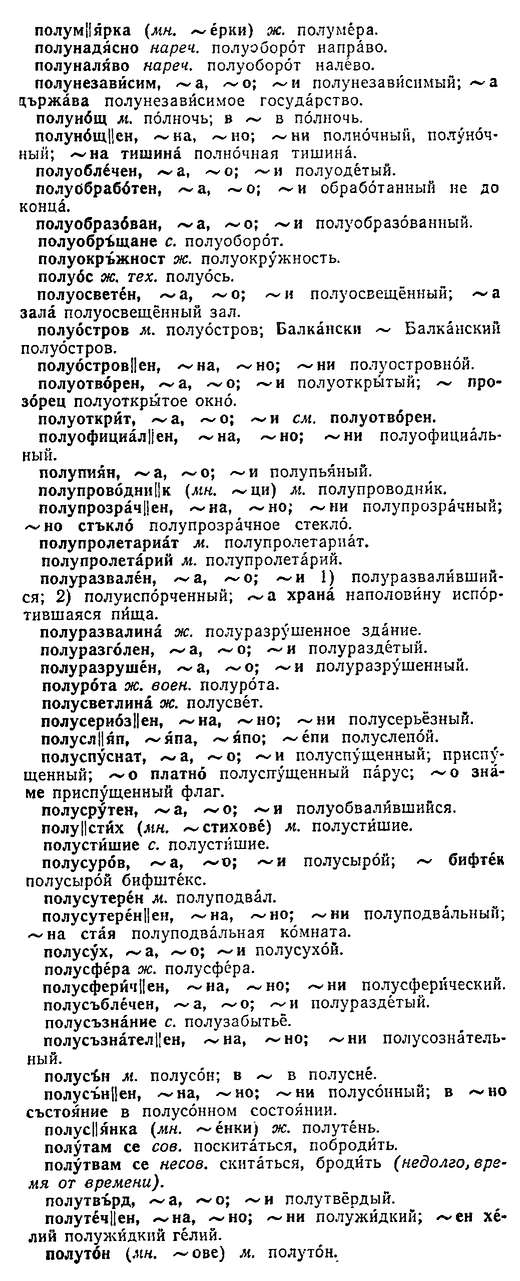 полум||я́рка (мн. ~е́рки) ж. полуме́ра.
полунадя́сно нареч. полуоборо́т напра́во.
полуналя́во нареч. полуоборо́т нале́во.
полунезави́сим, ~а, ~о; ~и полунезави́симый; ~а
държа́ва полунезави́симое госуда́рство.
полуно́щ м. по́лночь; в ~ в по́лночь.
полуно́щ||ен, ~на, ~но; ~ни полно́чный, полу́ноч-
ный; ~на тишина́ полно́чная тишина́.
полуобле́чен, ~а, ~о; ~и полуоде́тый.
полуобрабо́тен, ~а, ~о; ~и обрабо́танный не до
конца́.
полуобразо́ван, ~а, ~о; ~и полуобразо́ванный.
полуобръ́щане с. полуоборо́т.
полуокръ́жност ж. полуокру́жность.
полуо́с ж. тех. полуо́сь.
полуосвете́н, ~а, ~о; ~и полуосвещённый; ~а
зала́ полуосвещённый зал.
полуо́стров м. полуо́стров; Балка́нски ~ Балка́нский
полуо́стров.
полуо́стров||ен, ~на, ~но; ~ни полуостровно́й.
полуотво́рен, ~а, ~о; ~и полуоткры́тый; ~ про-
зо́рец полуоткры́тое окно́.
полуоткри́т, ~а, ~о; ~и см. полуотво́рен.
полуофициа́л||ен, ~на, ~но; ~ни полуофициа́ль-
ный.
полупия́н, ~а, ~о; ~и полупья́ный.
полупроводни́||к (мн. ~ци) м. полупроводни́к.
полупрозра́ч||ен, ~на, ~но; ~ни полупрозра́чный;
~но стъкло́ полупрозра́чное стекло́.
полупролетариа́т м. полупролетариа́т.
полупролета́рий м. полупролета́рий.
полуразвале́н, ~а, ~о; ~и 1) полуразвали́вший-
ся; 2) полуиспо́рченный; ~а храна́ наполови́ну испо́р-
тившаяся пи́ща.
полуразвалина́ ж. полуразру́шенное зда́ние.
полуразго́лен, ~а, ~о; ~и полуразде́тый.
полуразруше́н, ~а, ~о; ~и полуразру́шенный.
полуро́та ж. воен. полуро́та.
полусветлина́ ж. полусве́т.
полусерио́з||ен, ~на, ~но; ~ни полусерьёзный.
полусл||я́п, ~я́па, ~я́по; ~е́пи полуслепо́й.
полуспу́снат, ~а, ~о; ~и полуспу́щенный; приспу́-
щенный; ~о платно́ полуспу́щенный па́рус; ~о зна́-
ме приспу́щенный флаг.
полусру́тен, ~а, ~о; ~и полуобвали́вшийся.
полу||сти́х (мн. ~стихове́) м. полусти́шие.
полусти́шие с. полусти́шие.
полусуро́в, ~а, ~о; ~и полусыро́й; ~ бифте́к
полусыро́й бифште́кс.
полусутере́н м. полуподва́л.
полусутере́н||ен, ~на, ~но; ~ни полуподва́льный;
~на ста́я полуподва́льная ко́мната.
полусу́х, ~а, ~о; ~и полусухо́й.
полусфе́ра ж. полусфе́ра.
полусфери́ч||ен, ~на, ~но; ~ни полусфери́ческий.
полусъбле́чен, ~а, ~о; ~и полуразде́тый.
полусъзна́ние с. полузабытьё.
полусъзна́тел||ен, ~на, ~но; ~ни полусозна́тель-
ный.
полусъ́н м. полусо́н; в ~ в полусне́.
полусъ́н||ен, ~на, ~но; ~ни полусо́нный; в ~но
състоя́ние в полусо́нном состоя́нии.
полус||я́нка (мн. ~е́нки) ж. полуте́нь.
полу́там се сов. поскита́ться, поброди́ть.
полу́твам се несов. скита́ться, броди́ть (недолго, вре-
мя от времени).
полутвъ́рд, ~а, ~о; ~и полутвёрдый.
полуте́ч||ен, ~на, ~но; ~ни полужи́дкий; ~ен хе́-
лий полужи́дкий ге́лий.
полуто́н (мн. ~ове) м. полуто́н.